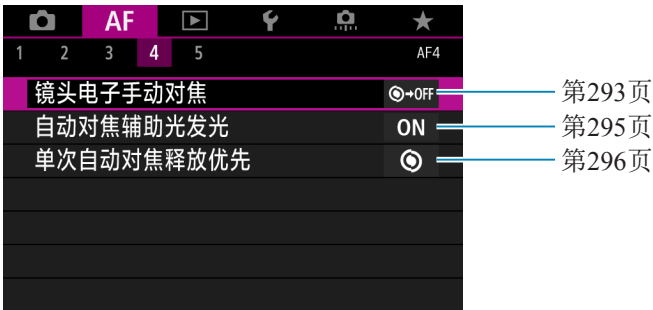 AF
1 2 3 4 5 AF4
镜头电子手动对焦 →OFF 第293页
自动对焦辅助光发光 ON 第295页
单次自动对焦释放优先 第296页